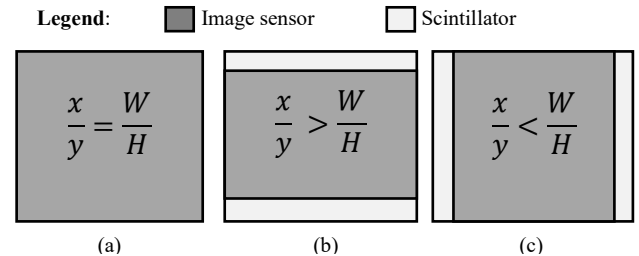 Legend: Image sensor Scintillator
x/y = W/H x/y > W/H x/y < W/H
(a) (b) (c)